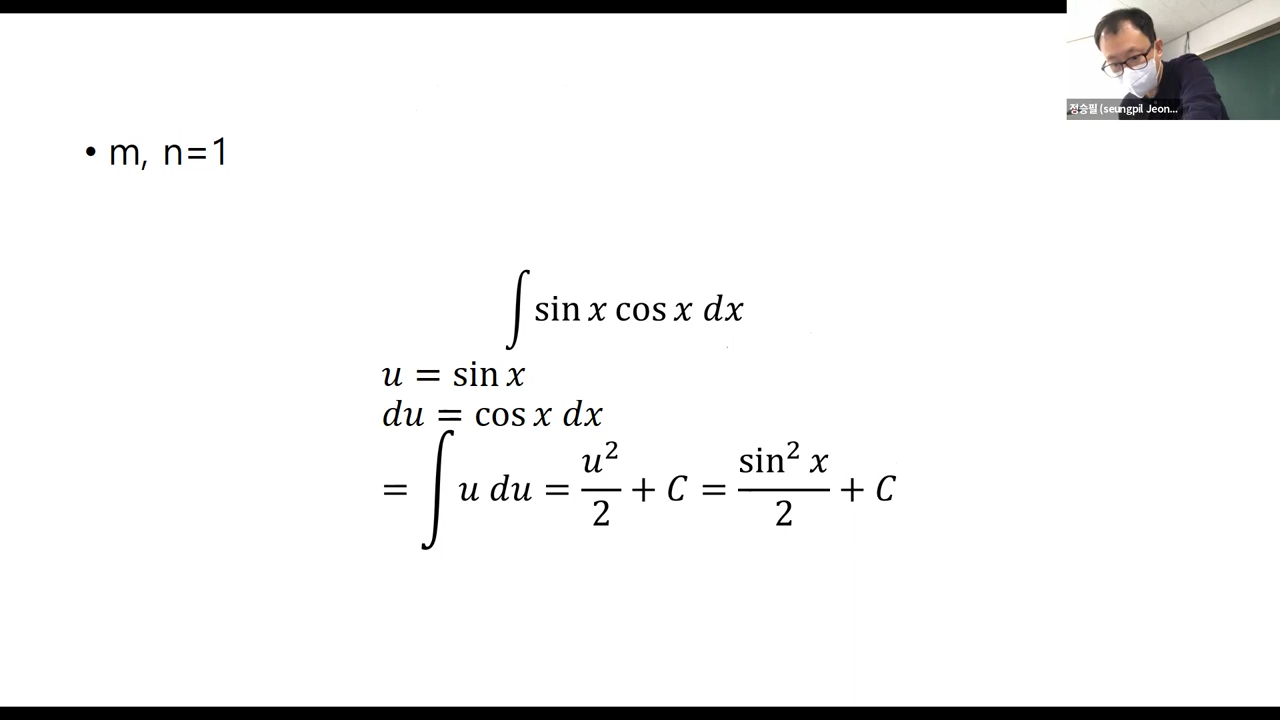 정승필 (seungpil Jeon...
• m, n=1
∫ sin x cos x dx
u = sin x
du = cos x dx
= ∫ u du = u²/2 + C = sin² x/2 + C